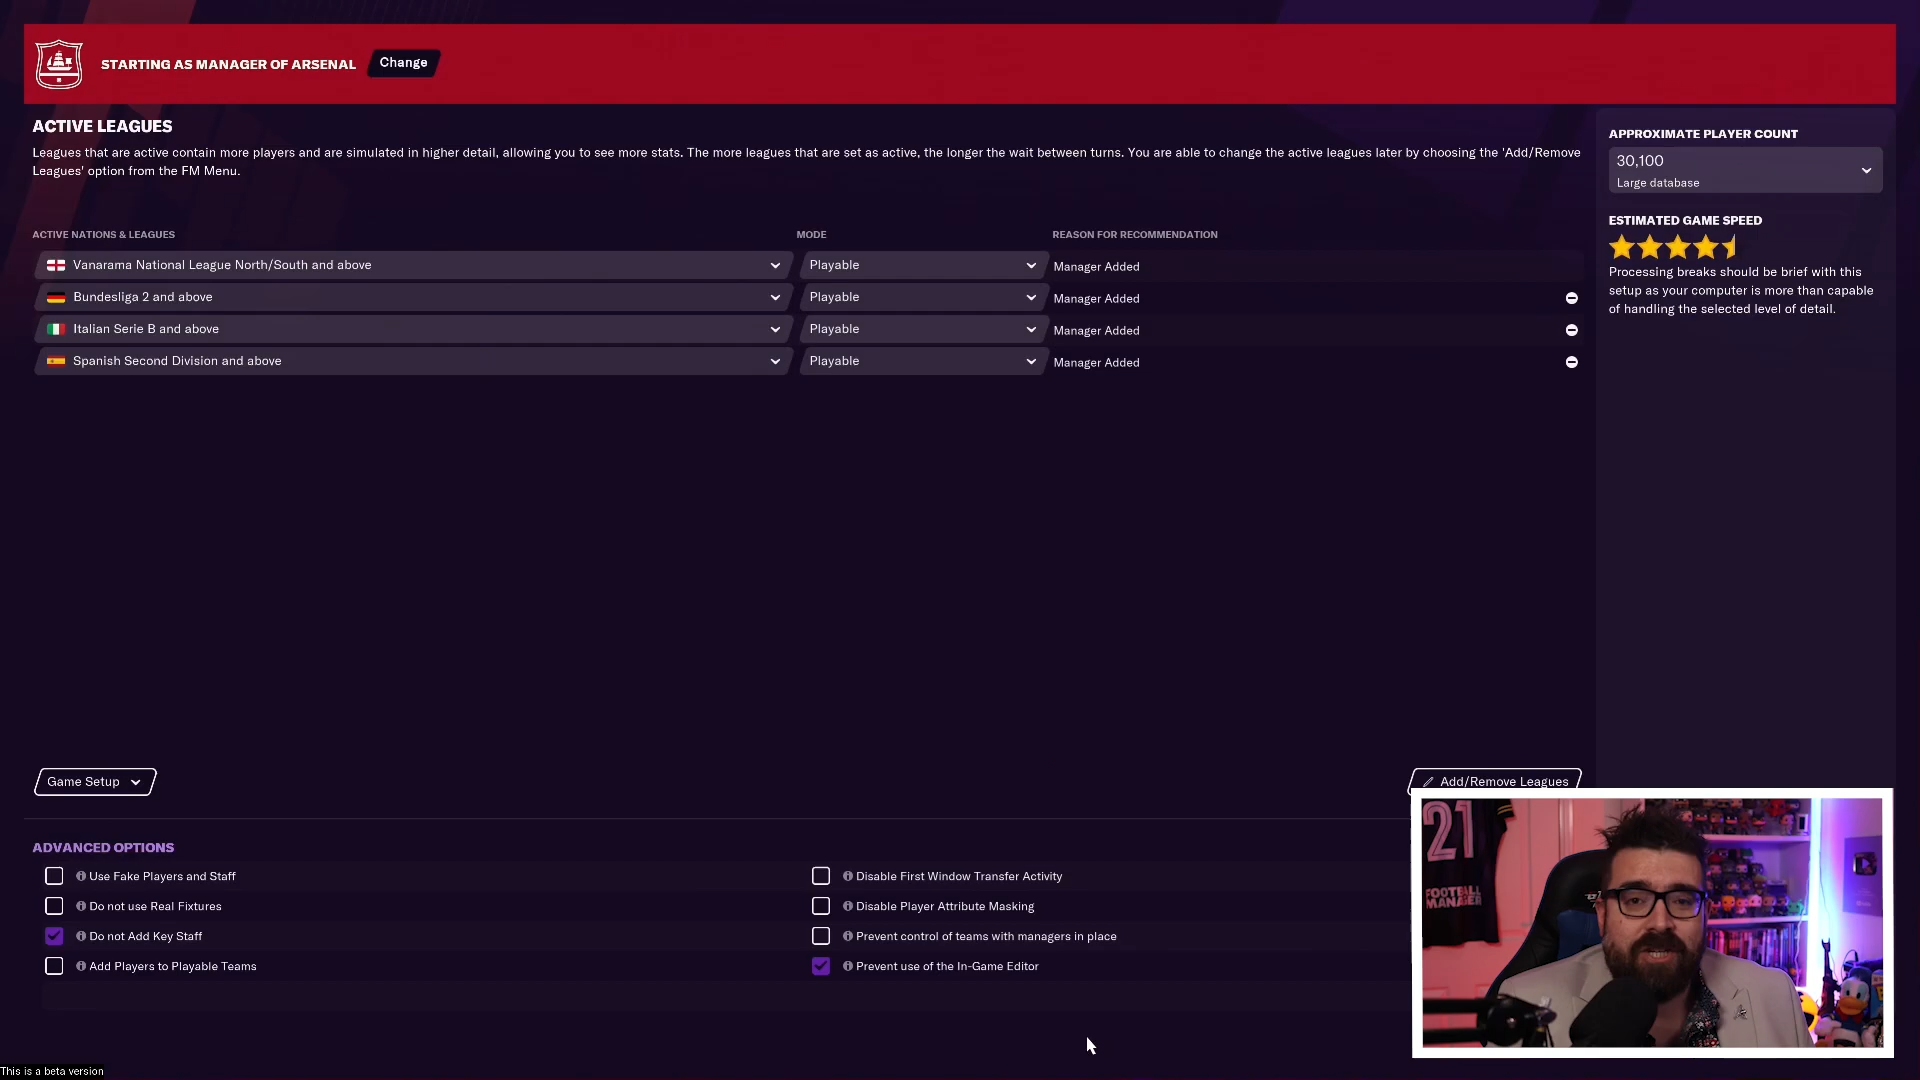 STARTING AS MANAGER OF ARSENAL
Change
ACTIVE LEAGUES
Leagues that are active contain more players and are simulated in higher detail, allowing you to see more stats. The more leagues that are set as active, the longer the wait between turns. You are able to change the active leagues later by choosing the 'Add/Remove
Leagues' option from the FM Menu.
ACTIVE NATIONS & LEAGUES MODE REASON FOR RECOMMENDATION
Vanarama National League North/South and above Playable Manager Added
Bundesliga 2 and above Playable Manager Added
Italian Serie B and above Playable Manager Added
Spanish Second Division and above Playable Manager Added
APPROXIMATE PLAYER COUNT
30,100
Large database
ESTIMATED GAME SPEED
Processing breaks should be brief with this
setup as your computer is more than capable
of handling the selected level of detail.
Game Setup
Add/Remove Leagues
ADVANCED OPTIONS
Use Fake Players and Staff
Do not use Real Fixtures
Do not Add Key Staff
Add Players to Playable Teams
Disable First Window Transfer Activity
Disable Player Attribute Masking
Prevent control of teams with managers in place
Prevent use of the In-Game Editor
21
FOOTBALL
MANAGER
This is a beta version